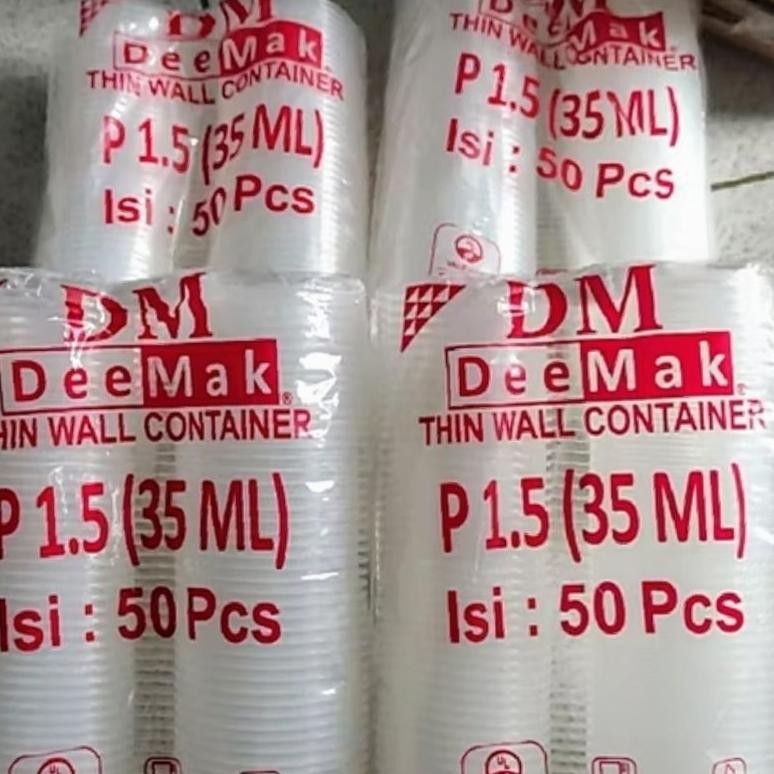 DM
DeeMak
THIN WALL CONTAINER
P 1.5 (35 ML)
Isi : 50 Pcs
DeeMak
THIN WALL CONTAINER
P 1.5 (35 ML)
Isi : 50 Pcs
DM
DeeMak®
HIN WALL CONTAINER
P 1.5 (35 ML)
Isi : 50 Pcs
DM
DeeMak®
THIN WALL CONTAINER
P 1.5 (35 ML)
Isi : 50 Pcs